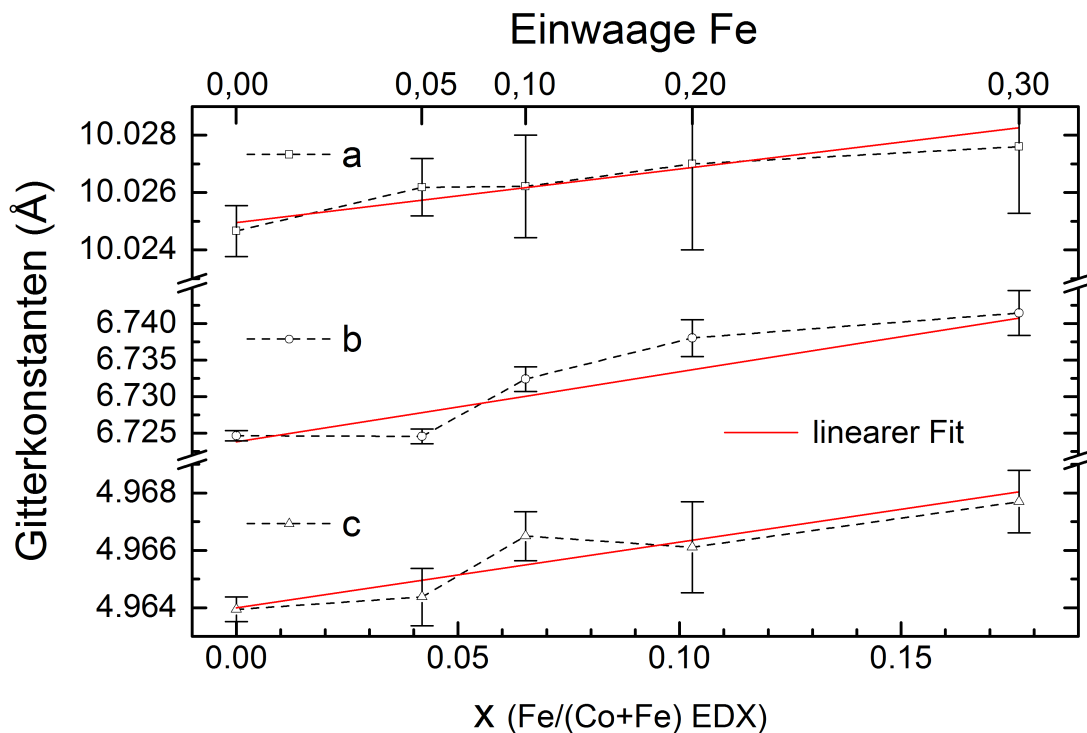 Einwaage Fe
0,00 0,05 0,10 0,20 0,30
Gitterkonstanten (Å)
10.028
10.026
10.024
a
6.740
6.735
6.730
6.725
b
linearer Fit
4.968
4.966
4.964
c
0.00 0.05 0.10 0.15
x (Fe/(Co+Fe) EDX)